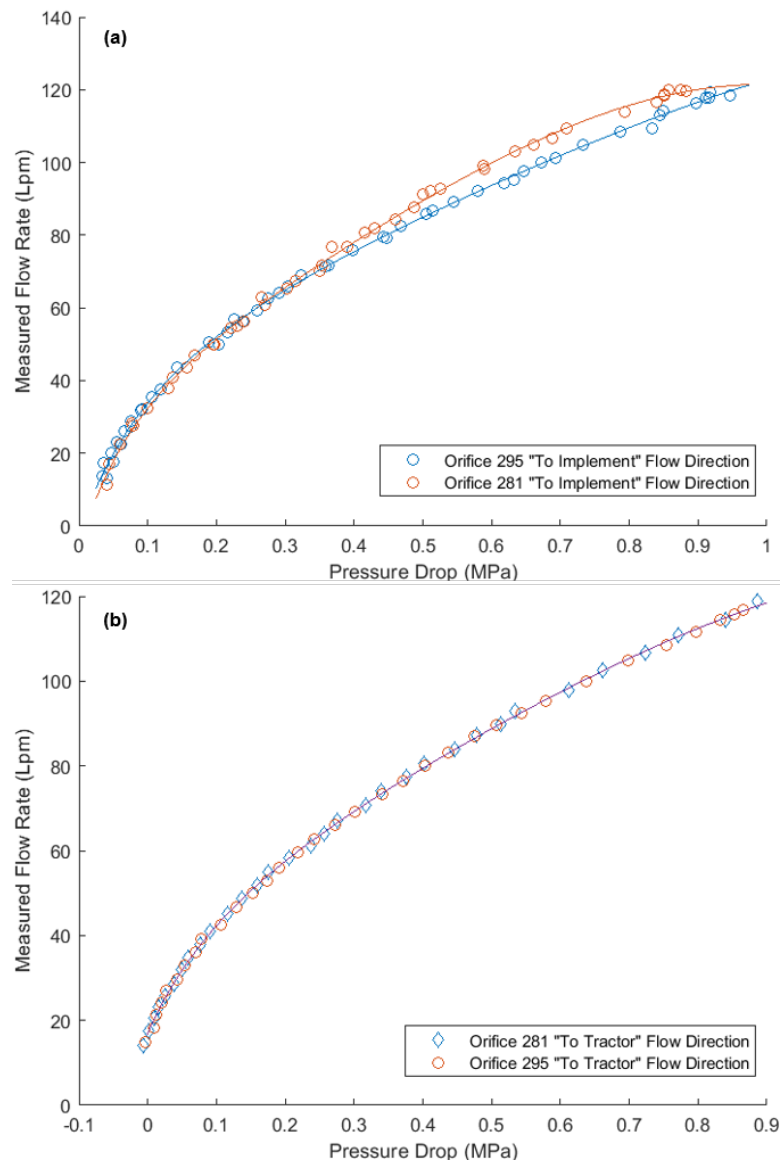 (a)
140
120
100
80
60
40
20
0
Measured Flow Rate (Lpm)
Orifice 295 "To Implement" Flow Direction
Orifice 281 "To Implement" Flow Direction
0 0.1 0.2 0.3 0.4 0.5 0.6 0.7 0.8 0.9 1
Pressure Drop (MPa)
(b)
120
100
80
60
40
20
0
Measured Flow Rate (Lpm)
Orifice 281 "To Tractor" Flow Direction
Orifice 295 "To Tractor" Flow Direction
-0.1 0 0.1 0.2 0.3 0.4 0.5 0.6 0.7 0.8 0.9
Pressure Drop (MPa)